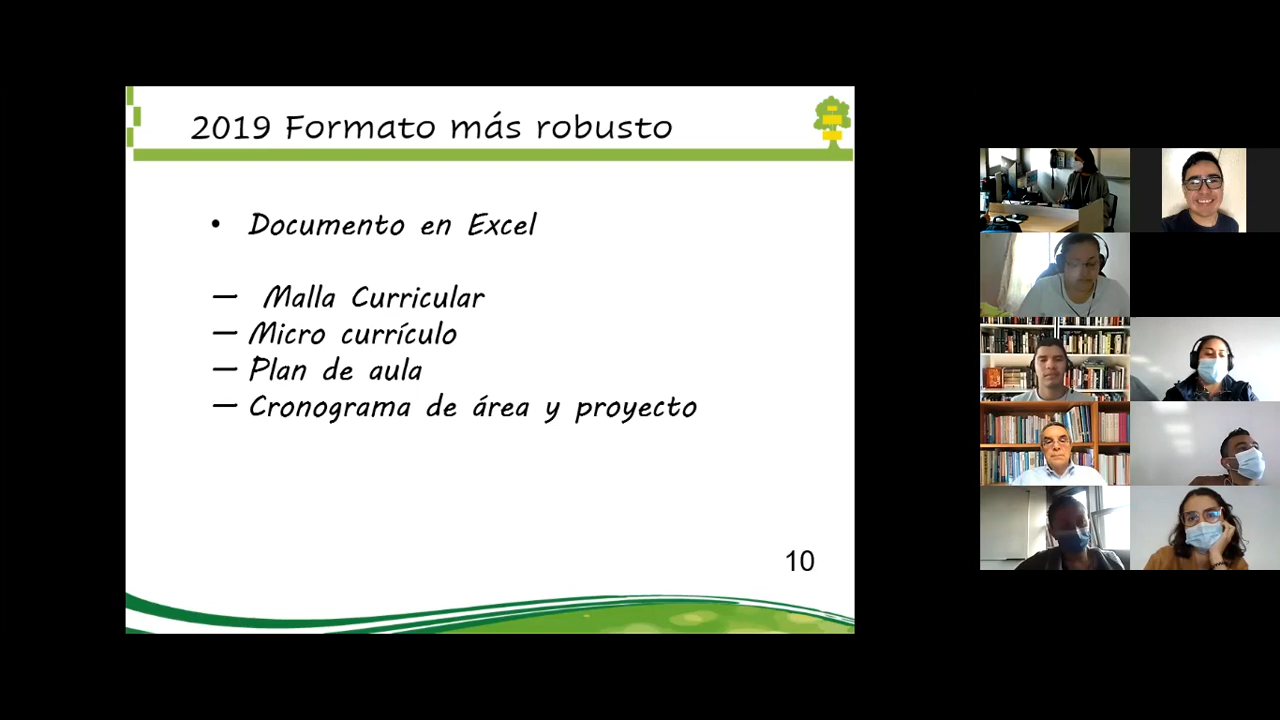 2019 Formato más robusto
• Documento en Excel
— Malla Curricular
— Micro currículo
— Plan de aula
— Cronograma de área y proyecto
10